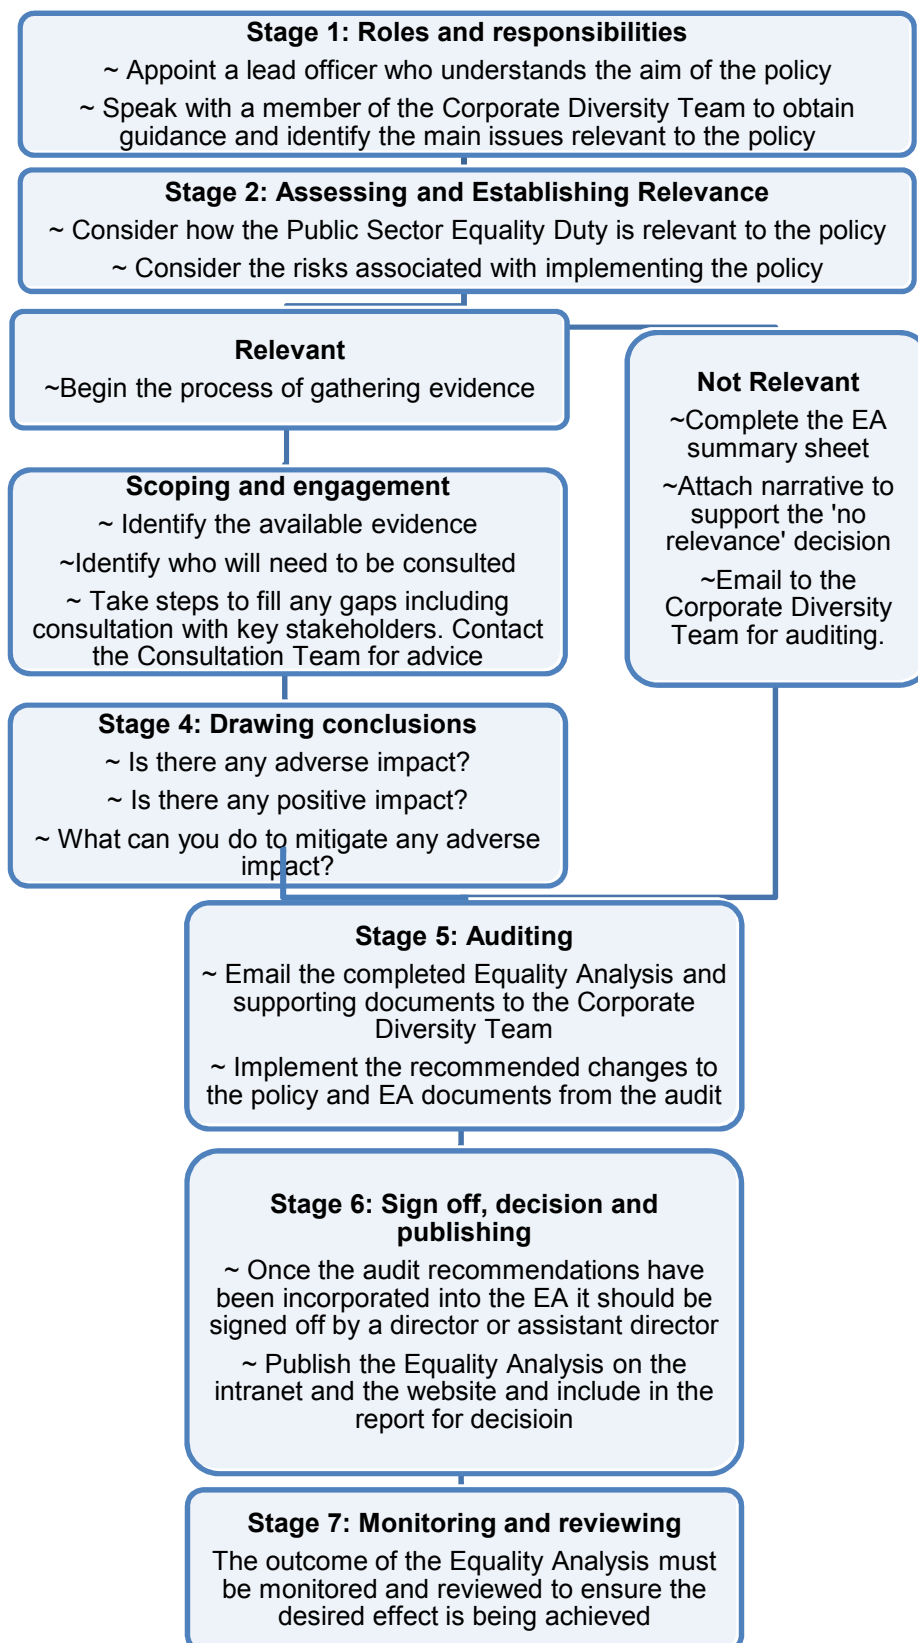 Stage 1: Roles and responsibilities
~ Appoint a lead officer who understands the aim of the policy
~ Speak with a member of the Corporate Diversity Team to obtain
guidance and identify the main issues relevant to the policy
Stage 2: Assessing and Establishing Relevance
~ Consider how the Public Sector Equality Duty is relevant to the policy
~ Consider the risks associated with implementing the policy
Relevant
~Begin the process of gathering evidence
Not Relevant
~Complete the EA
summary sheet
~Attach narrative to
support the 'no
relevance' decision
~Email to the
Corporate Diversity
Team for auditing.
Scoping and engagement
~ Identify the available evidence
~Identify who will need to be consulted
~ Take steps to fill any gaps including
consultation with key stakeholders. Contact
the Consultation Team for advice
Stage 4: Drawing conclusions
~ Is there any adverse impact?
~ Is there any positive impact?
~ What can you do to mitigate any adverse
impact?
Stage 5: Auditing
~ Email the completed Equality Analysis and
supporting documents to the Corporate
Diversity Team
~ Implement the recommended changes to
the policy and EA documents from the audit
Stage 6: Sign off, decision and
publishing
~ Once the audit recommendations have
been incorporated into the EA it should be
signed off by a director or assistant director
~ Publish the Equality Analysis on the
intranet and the website and include in the
report for decisioin
Stage 7: Monitoring and reviewing
The outcome of the Equality Analysis must
be monitored and reviewed to ensure the
desired effect is being achieved